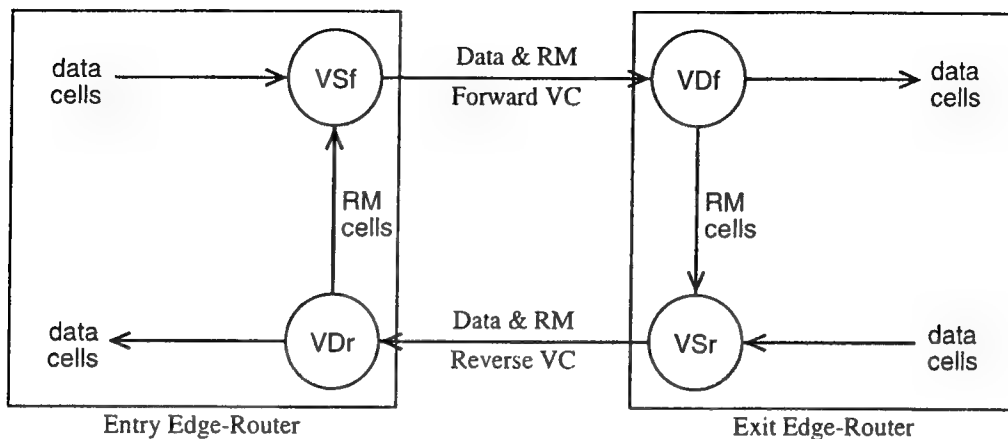 data
cells
VSf
Data & RM
Forward VC
VDf
data
cells
RM
cells
RM
cells
data
cells
VDr
Data & RM
Reverse VC
VSr
data
cells
Entry Edge-Router
Exit Edge-Router